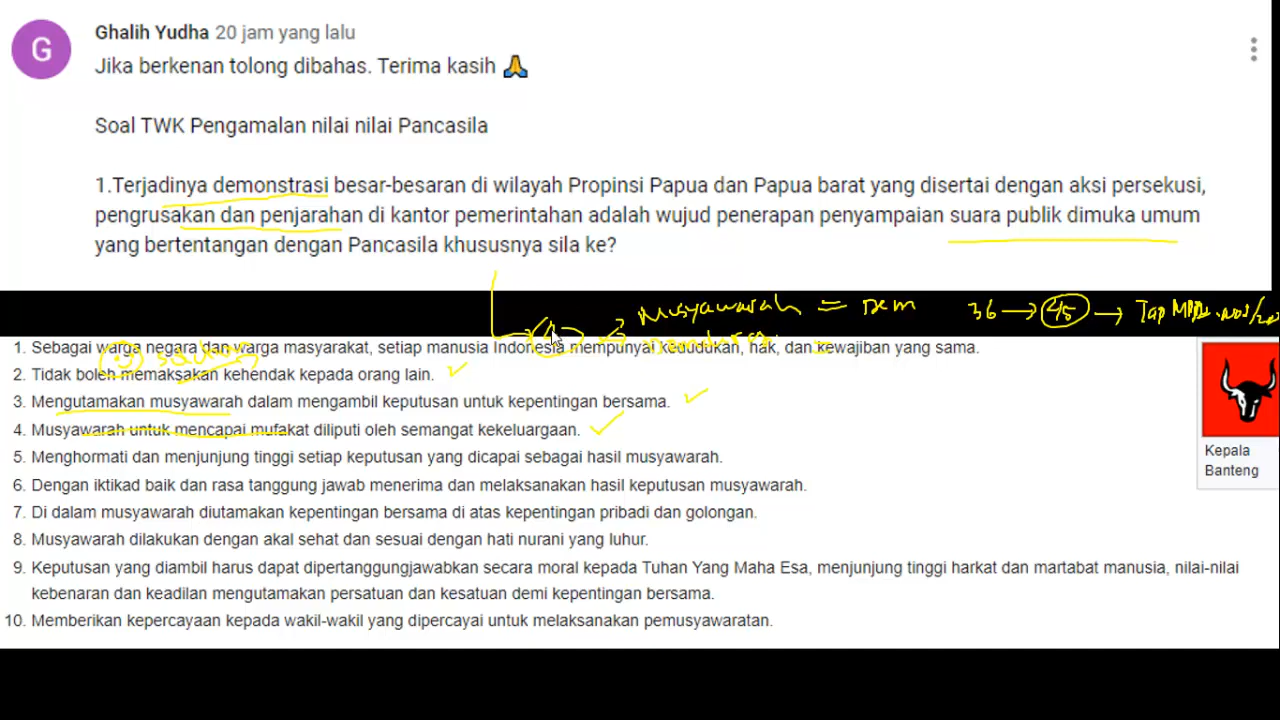 G
Ghalih Yudha 20 jam yang lalu
Jika berkenan tolong dibahas. Terima kasih 🙏
Soal TWK Pengamalan nilai nilai Pancasila
1.Terjadinya demonstrasi besar-besaran di wilayah Propinsi Papua dan Papua barat yang disertai dengan aksi persekusi,
pengrusakan dan penjarahan di kantor pemerintahan adalah wujud penerapan penyampaian suara publik dimuka umum
yang bertentangan dengan Pancasila khususnya sila ke?
Musyawarah = Dem
36 → 45 → Tap MPR
1. Sebagai warga negara dan warga masyarakat, setiap manusia Indonesia mempunyai kedudukan, hak, dan kewajiban yang sama.
2. Tidak boleh memaksakan kehendak kepada orang lain.
3. Mengutamakan musyawarah dalam mengambil keputusan untuk kepentingan bersama.
4. Musyawarah untuk mencapai mufakat diliputi oleh semangat kekeluargaan.
5. Menghormati dan menjunjung tinggi setiap keputusan yang dicapai sebagai hasil musyawarah.
6. Dengan iktikad baik dan rasa tanggung jawab menerima dan melaksanakan hasil keputusan musyawarah.
7. Di dalam musyawarah diutamakan kepentingan bersama di atas kepentingan pribadi dan golongan.
8. Musyawarah dilakukan dengan akal sehat dan sesuai dengan hati nurani yang luhur.
9. Keputusan yang diambil harus dapat dipertanggungjawabkan secara moral kepada Tuhan Yang Maha Esa, menjunjung tinggi harkat dan martabat manusia, nilai-nilai
kebenaran dan keadilan mengutamakan persatuan dan kesatuan demi kepentingan bersama.
10. Memberikan kepercayaan kepada wakil-wakil yang dipercayai untuk melaksanakan pemusyawaratan.
Kepala
Banteng